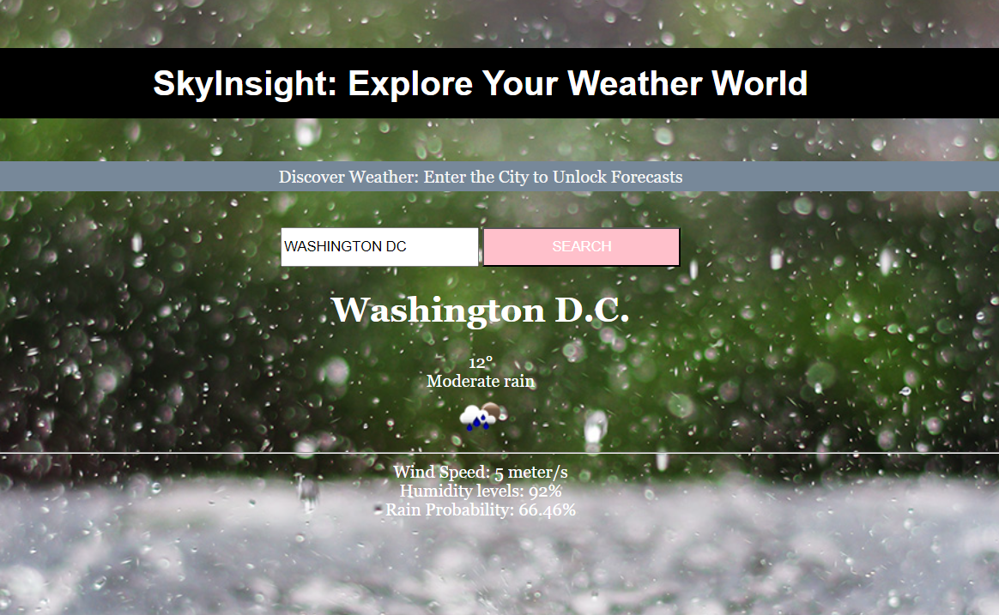 SkyInsight: Explore Your Weather World
Discover Weather: Enter the City to Unlock Forecasts
WASHINGTON DC
SEARCH
Washington D.C.
12°
Moderate rain
Wind Speed: 5 meter/s
Humidity levels: 92%
Rain Probability: 66.46%